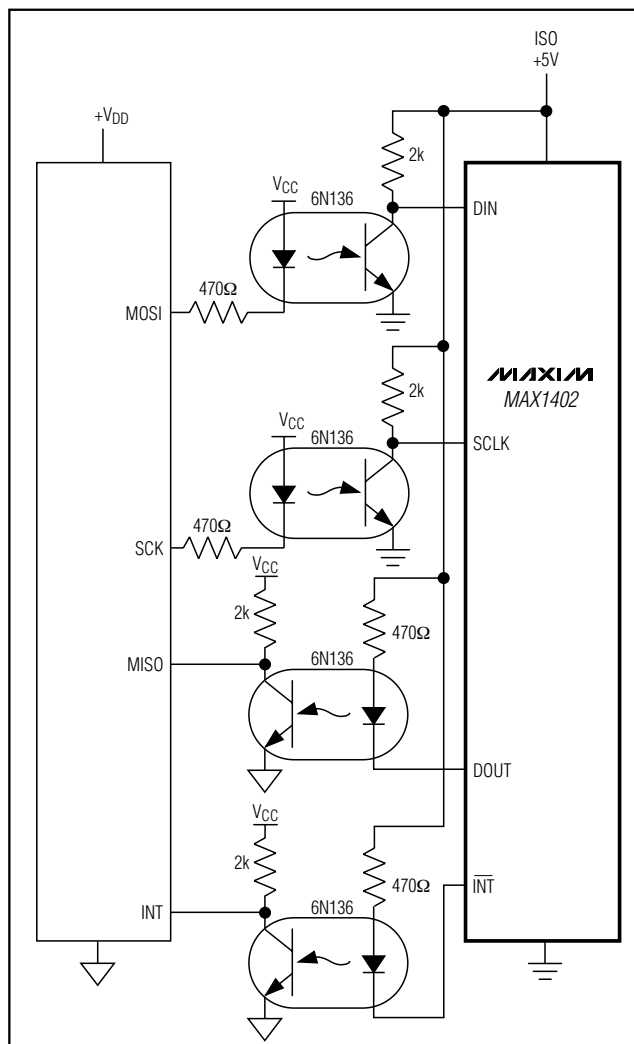 ISO
+5V
+VDD
2k
VCC
6N136
DIN
470Ω
MOSI
2k
MAXIM
MAX1402
VCC
6N136
SCLK
470Ω
SCK
VCC
2k
470Ω
MISO
6N136
DOUT
VCC
2k
470Ω
INT
6N136
INT